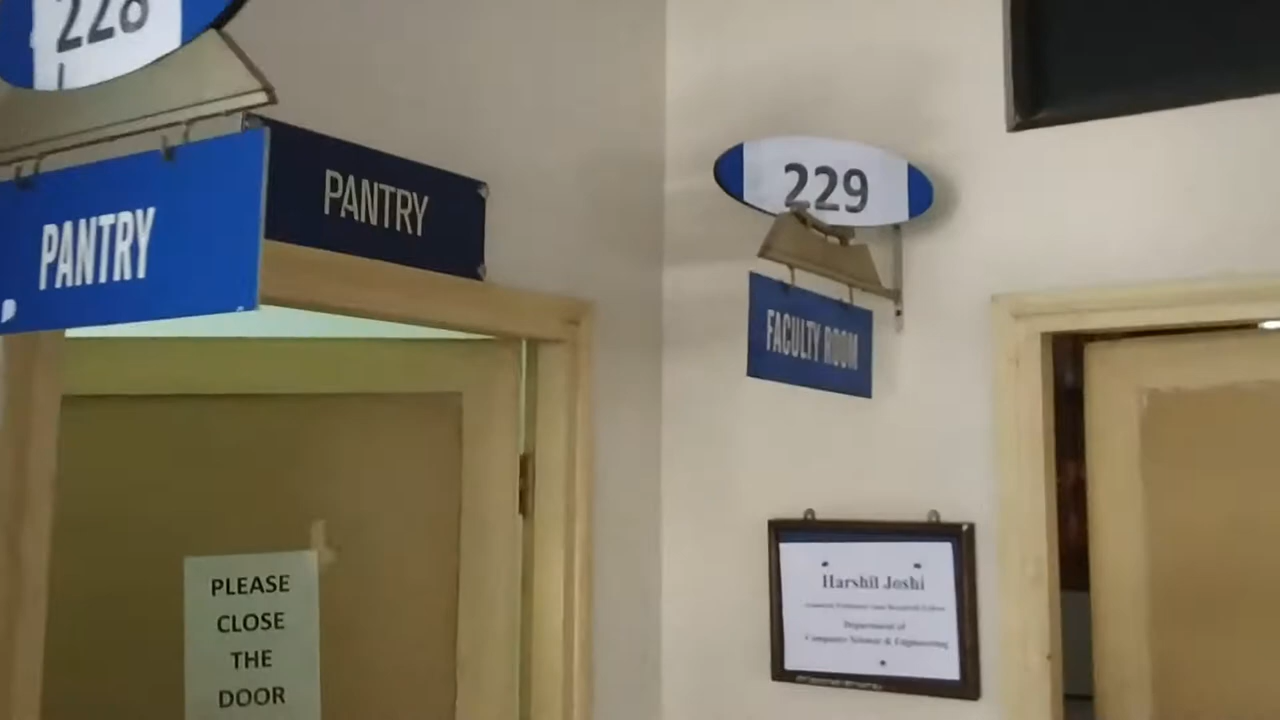 228
PANTRY
PANTRY
PLEASE
CLOSE
THE
DOOR
229
FACULTY ROOM
Harshil Joshi
Department of
Computer Science & Engineering